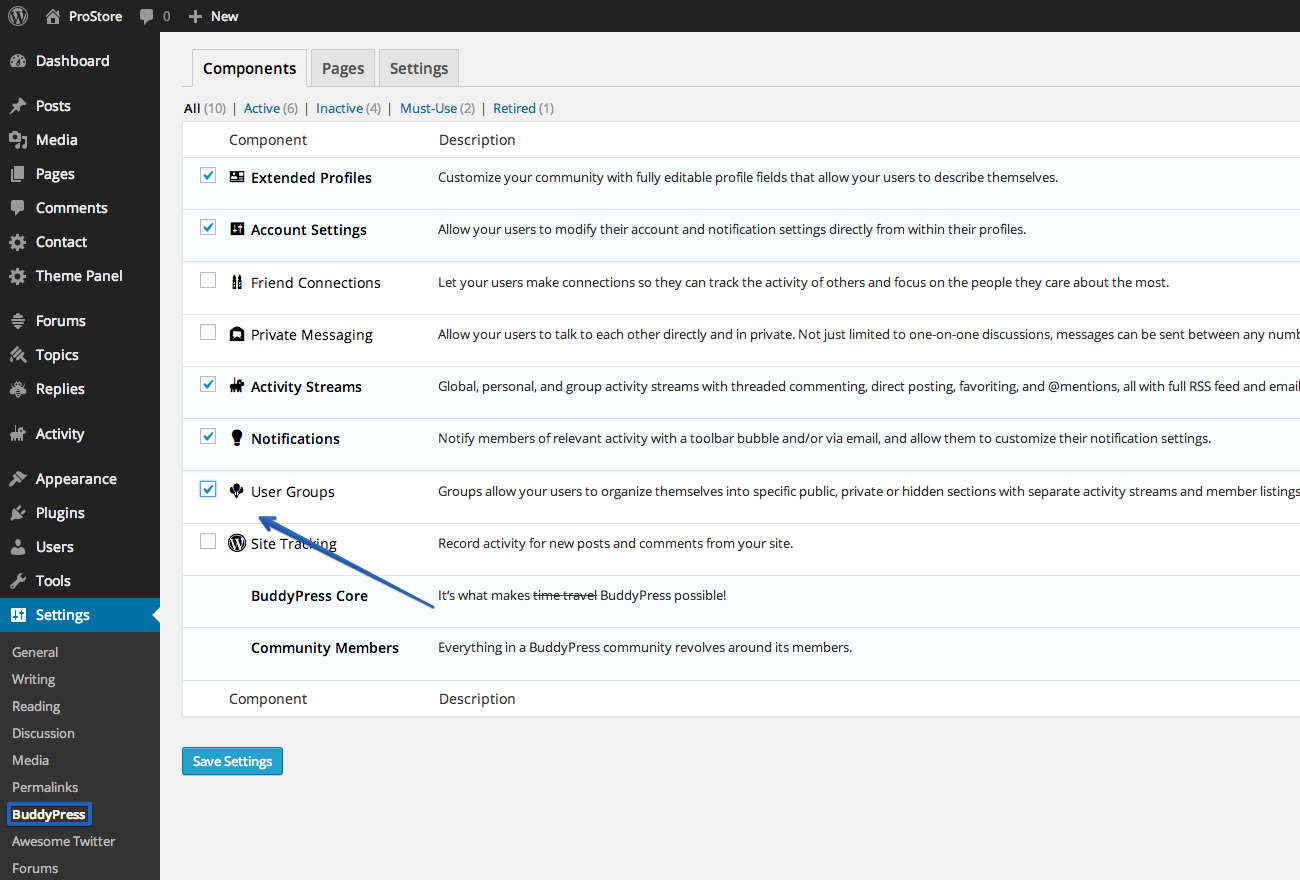 ProStore 0 New
Dashboard
Posts
Media
Pages
Comments
Contact
Theme Panel
Forums
Topics
Replies
Activity
Appearance
Plugins
Users
Tools
Settings
General
Writing
Reading
Discussion
Media
Permalinks
BuddyPress
Awesome Twitter
Forums
Components Pages Settings
All (10) | Active (6) | Inactive (4) | Must-Use (2) | Retired (1)
Component Description
Extended Profiles Customize your community with fully editable profile fields that allow your users to describe themselves.
Account Settings Allow your users to modify their account and notification settings directly from within their profiles.
Friend Connections Let your users make connections so they can track the activity of others and focus on the people they care about the most.
Private Messaging Allow your users to talk to each other directly and in private. Not just limited to one-on-one discussions, messages can be sent between any numb
Activity Streams Global, personal, and group activity streams with threaded commenting, direct posting, favoriting, and @mentions, all with full RSS feed and email
Notifications Notify members of relevant activity with a toolbar bubble and/or via email, and allow them to customize their notification settings.
User Groups Groups allow your users to organize themselves into specific public, private or hidden sections with separate activity streams and member listings
Site Tracking Record activity for new posts and comments from your site.
BuddyPress Core It's what makes time travel BuddyPress possible!
Community Members Everything in a BuddyPress community revolves around its members.
Component Description
Save Settings